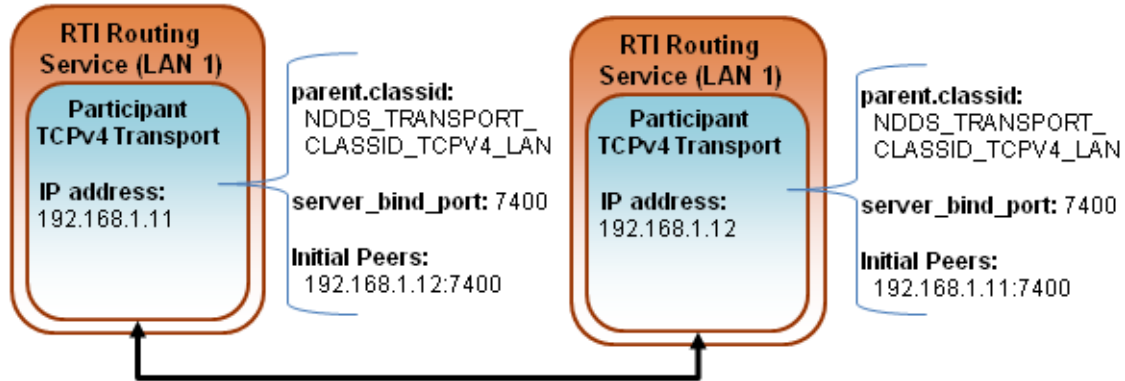 RTI Routing
Service (LAN 1)
Participant
TCPv4 Transport
IP address:
192.168.1.11
parent.classid:
NDDS_TRANSPORT_
CLASSID_TCPV4_LAN
server_bind_port: 7400
Initial Peers:
192.168.1.12:7400
RTI Routing
Service (LAN 1)
Participant
TCPv4 Transport
IP address:
192.168.1.12
parent.classid:
NDDS_TRANSPORT_
CLASSID_TCPV4_LAN
server_bind_port: 7400
Initial Peers:
192.168.1.11:7400